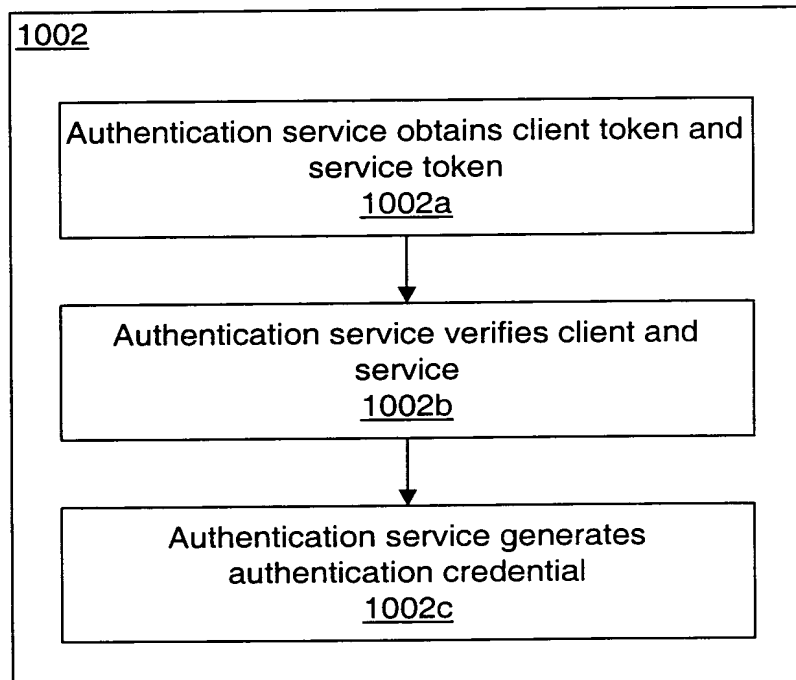 1002
Authentication service obtains client token and
service token
1002a
Authentication service verifies client and
service
1002b
Authentication service generates
authentication credential
1002c